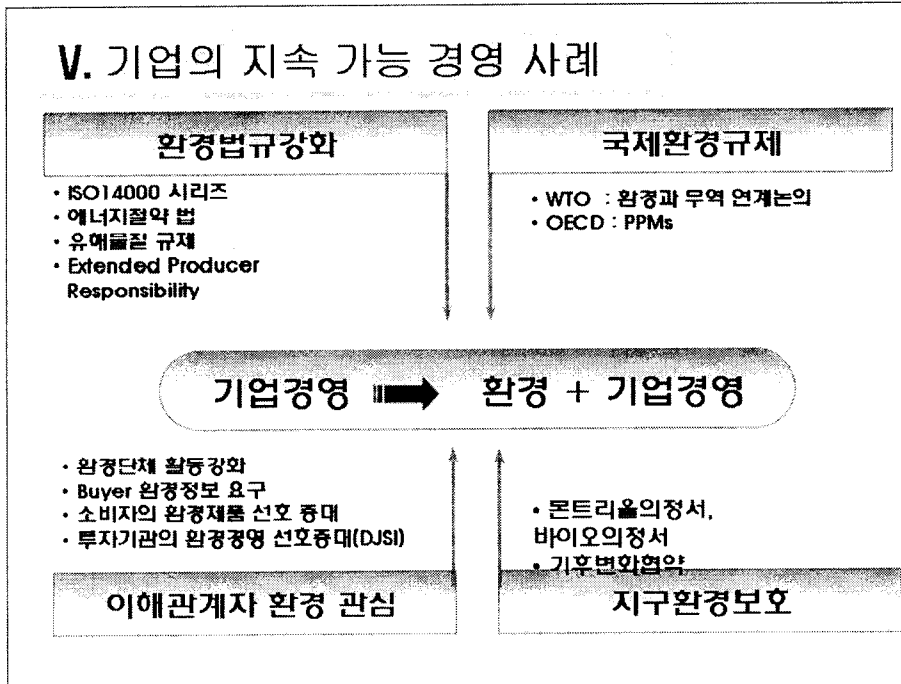 V. 기업의 지속 가능 경영 사례
환경법규강화
• ISO14000 시리즈
• 에너지절약 법
• 유해물질 규제
• Extended Producer
Responsibility
국제환경규제
• WTO : 환경과 무역 연계논의
• OECD : PPMs
기업경영 ➡ 환경 + 기업경영
• 환경단체 활동강화
• Buyer 환경정보 요구
• 소비자의 환경제품 선호 증대
• 투자기관의 환경경영 선호증대(DJSI)
이해관계자 환경 관심
• 몬트리올의정서,
바이오의정서
• 기후변화협약
지구환경보호